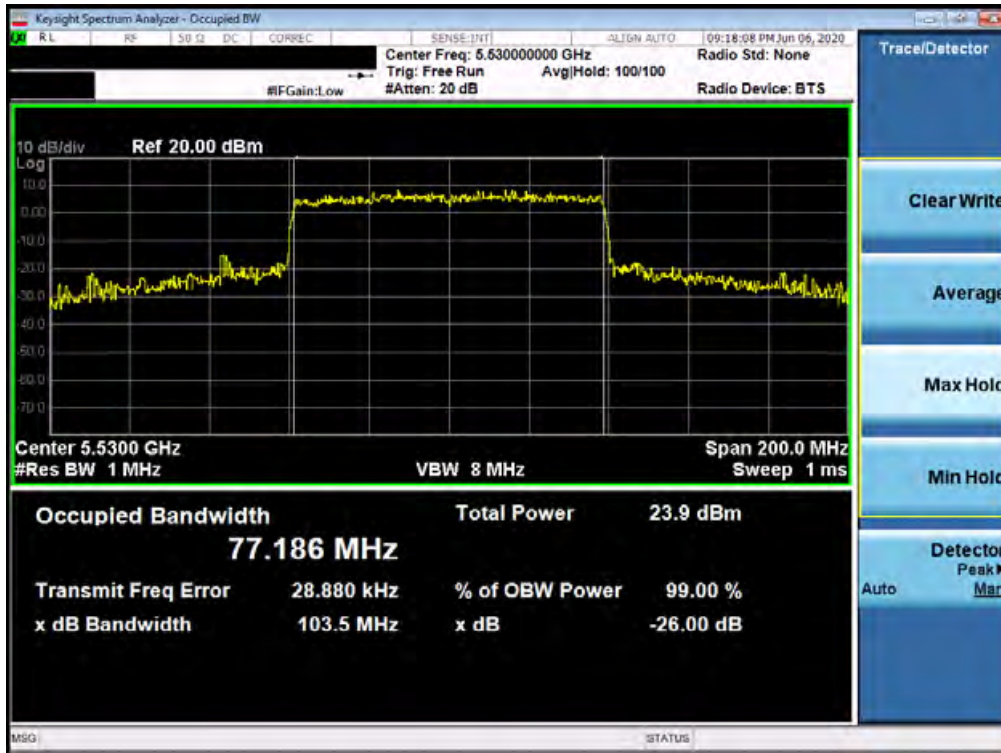 Keysight Spectrum Analyzer - Occupied BW
RL RF 50 Ω DC CORREC SENSE:INT ALIGN AUTO 09:18:08 PM Jun 06, 2020
Center Freq: 5.530000000 GHz Radio Std: None
Trig: Free Run Avg|Hold: 100/100
#IFGain:Low #Atten: 20 dB Radio Device: BTS
10 dB/div Ref 20.00 dBm
Log
10.0
0.00
-10.0
-20.0
-30.0
-40.0
-50.0
-60.0
-70.0
Center 5.5300 GHz Span 200.0 MHz
#Res BW 1 MHz VBW 8 MHz Sweep 1 ms
Occupied Bandwidth Total Power 23.9 dBm
77.186 MHz
Transmit Freq Error 28.880 kHz % of OBW Power 99.00 %
x dB Bandwidth 103.5 MHz x dB -26.00 dB
MSG STATUS
Trace/Detector
Clear Write
Average
Max Hold
Min Hold
Detector
Peak
Auto Man